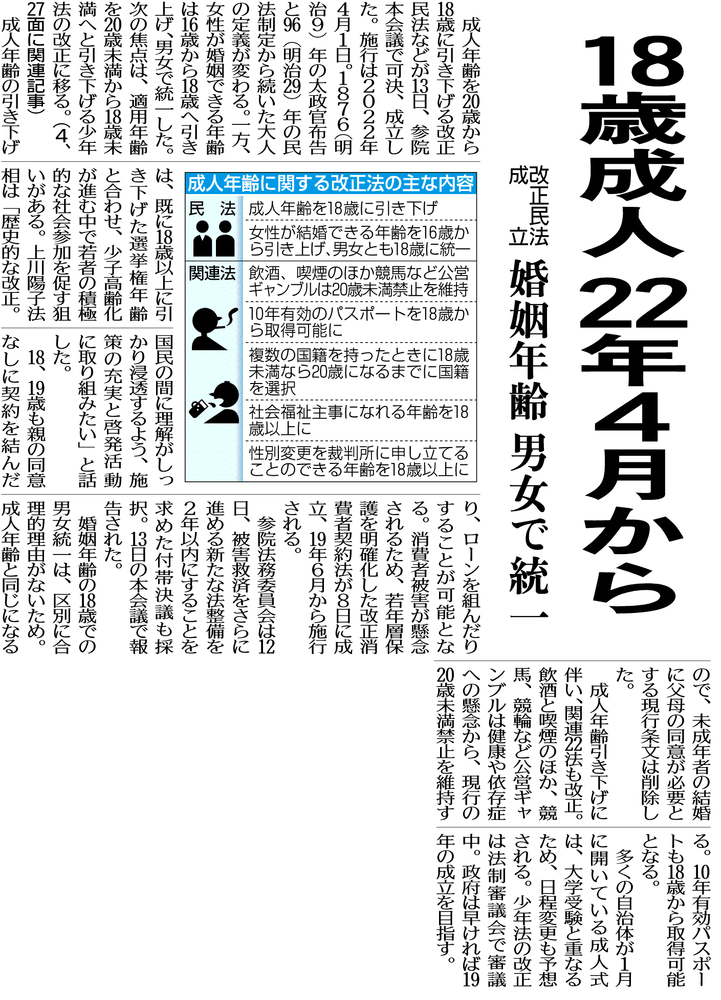 18歳成人 22年4月から
改正民法
成立
婚姻年齢 男女で統一
成人年齢を20歳から
18歳に引き下げる改正
民法などが13日、参院
本会議で可決、成立し
た。施行は2022年
4月1日。1876(明
治9)年の太政官布告
と96(明治29)年の民
法制定から続いた大人
の定義が変わる。一方、
女性が婚姻できる年齢
は16歳から18歳へ引き
上げ、男女で統一した。
次の焦点は、適用年齢
を20歳未満から18歳未
満へと引き下げる少年
法の改正に移る。(4、
27面に関連記事)
成人年齢の引き下げ
は、既に18歳以上に引
き下げた選挙権年齢
と合わせ、少子高齢化
が進む中で若者の積極
的な社会参加を促す狙
いがある。上川陽子法
相は「歴史的な改正。
国民の間に理解がしっ
かり浸透するよう、施
策の充実と啓発活動
に取り組みたい」と話
した。
18、19歳も親の同意
なしに契約を結んだ
り、ローンを組んだり
することが可能とな
る。消費者被害が懸念
されるため、若年層保
護を明確化した改正消
費者契約法が8日に成
立、19年6月から施行
される。
参院法務委員会は12
日、被害救済をさらに
進める新たな法整備を
2年以内にすることを
求めた付帯決議も採
択。13日の本会議で報
告された。
婚姻年齢の18歳での
男女統一は、区別に合
理的理由がないため。
成人年齢と同じになる
ので、未成年者の結婚
に父母の同意が必要と
する現行条文は削除し
た。
成人年齢引き下げに
伴い、関連22法も改正。
飲酒と喫煙のほか、競
馬、競輪など公営ギャ
ンブルは健康や依存症
への懸念から、現行の
20歳未満禁止を維持す
る。10年有効パスポー
トも18歳から取得可能
となる。
多くの自治体が1月
に開いている成人式
は、大学受験と重なる
ため、日程変更も予想
される。少年法の改正
は法制審議会で審議
中。政府は早ければ19
年の成立を目指す。
成人年齢に関する改正法の主な内容
民 法
成人年齢を18歳に引き下げ
女性が結婚できる年齢を16歳か
ら引き上げ、男女とも18歳に統一
関連法
飲酒、喫煙のほか競馬など公営
ギャンブルは20歳未満禁止を維持
10年有効のパスポートを18歳か
ら取得可能に
複数の国籍を持ったときに18歳
未満なら20歳になるまでに国籍
を選択
社会福祉主事になれる年齢を18
歳以上に
性別変更を裁判所に申し立てる
ことのできる年齢を18歳以上に